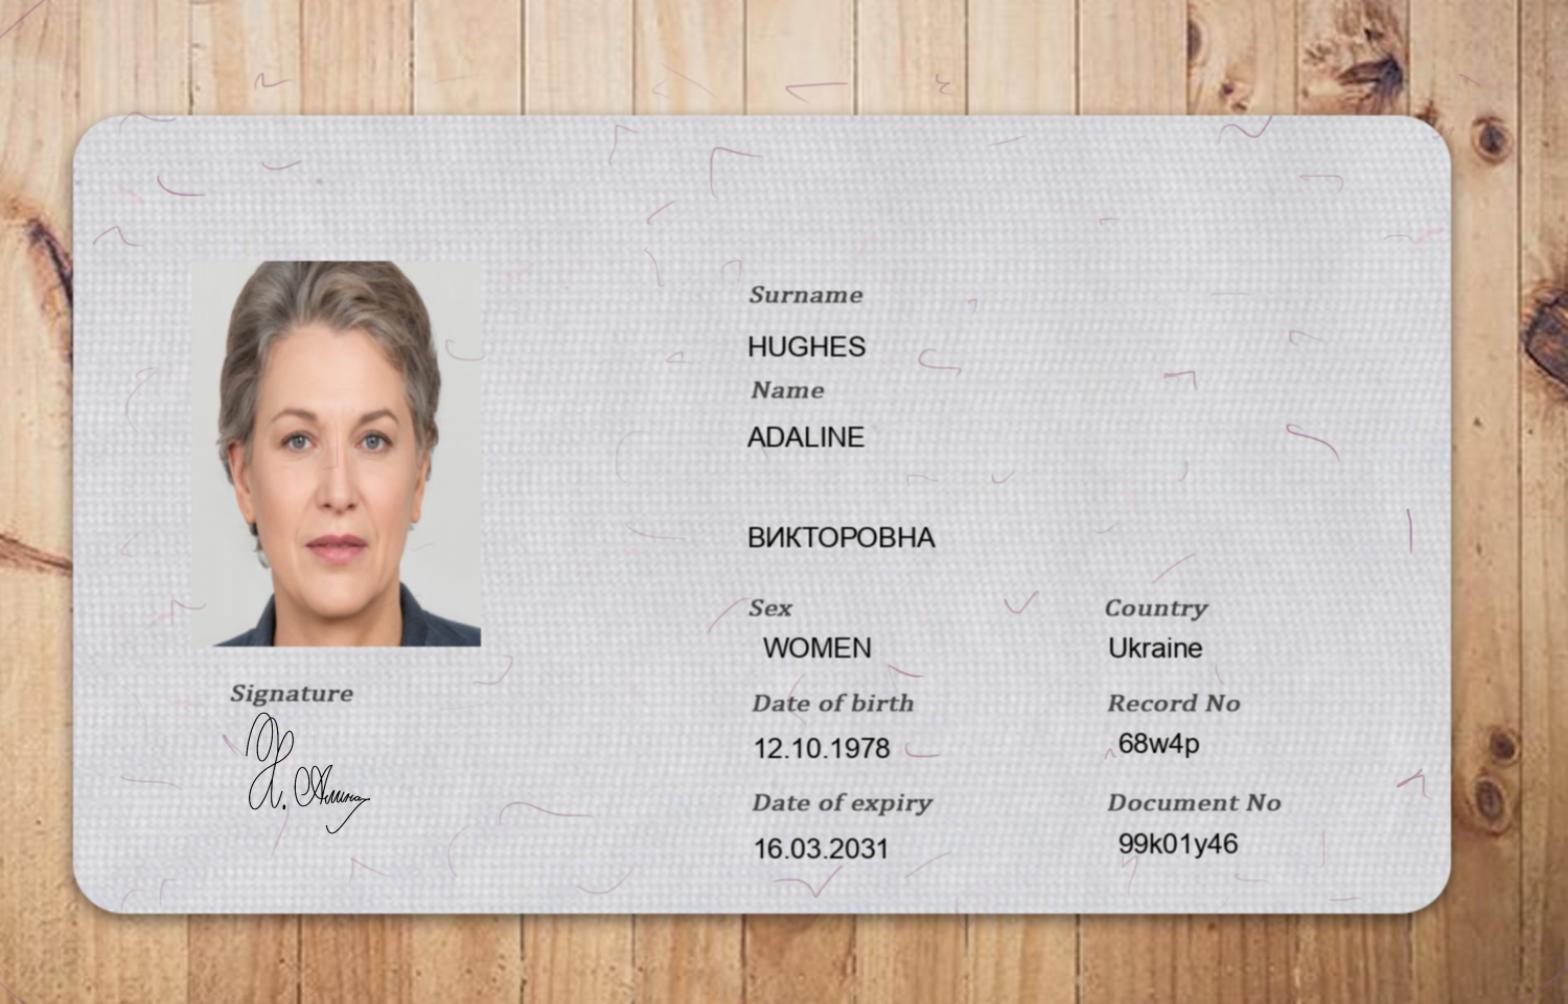 Surname
HUGHES
Name
ADALINE
ВИКТОРОВНА
Sex
Country
WOMEN
Ukraine
Date of birth
Record No
12.10.1978
68w4p
Date of expiry
Document No
16.03.2031
99k01y46
Signature